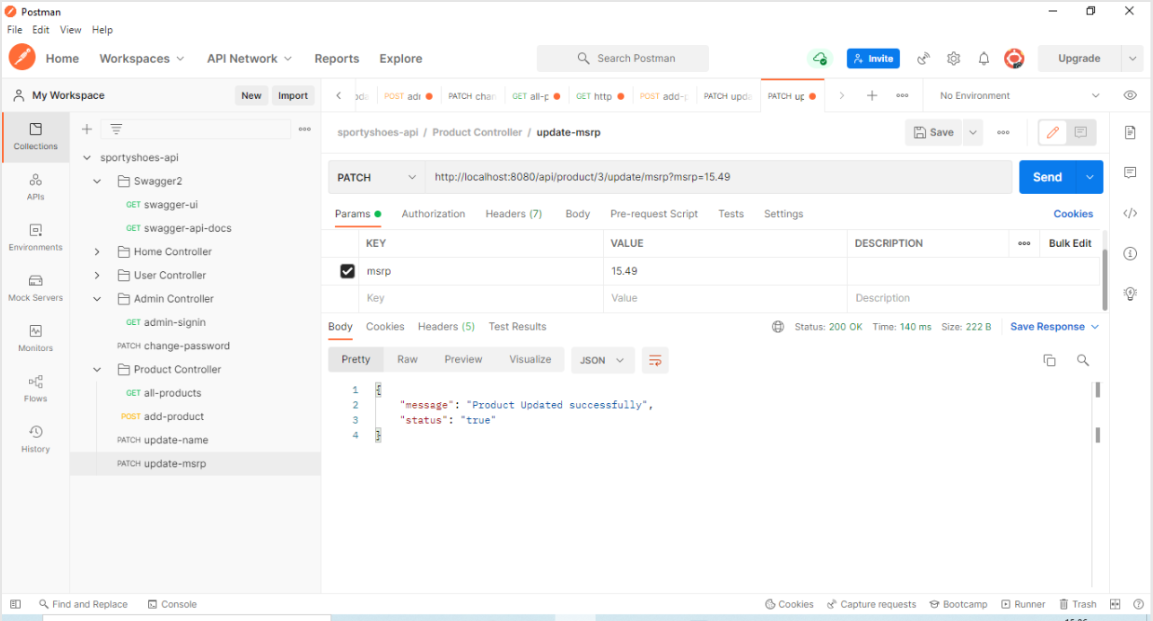 Postman
File Edit View Help
Home Workspaces API Network Reports Explore Search Postman Invite Upgrade
My Workspace New Import
POST adr PATCH chan GET all-p GET http POST add-p PATCH upda PATCH up No Environment
Collections
APIs
Environments
Mock Servers
Monitors
Flows
History
sportyshoes-api
Swagger2
GET swagger-ui
GET swagger-api-docs
Home Controller
User Controller
Admin Controller
GET admin-signin
PATCH change-password
Product Controller
GET all-products
POST add-product
PATCH update-name
PATCH update-msrp
sportyshoes-api / Product Controller / update-msrp Save
PATCH http://localhost:8080/api/product/3/update/msrp?msrp=15.49 Send
Params Authorization Headers (7) Body Pre-request Script Tests Settings Cookies
KEY VALUE DESCRIPTION Bulk Edit
msrp 15.49
Key Value Description
Body Cookies Headers (5) Test Results Status: 200 OK Time: 140 ms Size: 222 B Save Response
Pretty Raw Preview Visualize JSON
1 {
2 "message": "Product Updated successfully",
3 "status": "true"
4 }
Find and Replace Console Cookies Capture requests Bootcamp Runner Trash